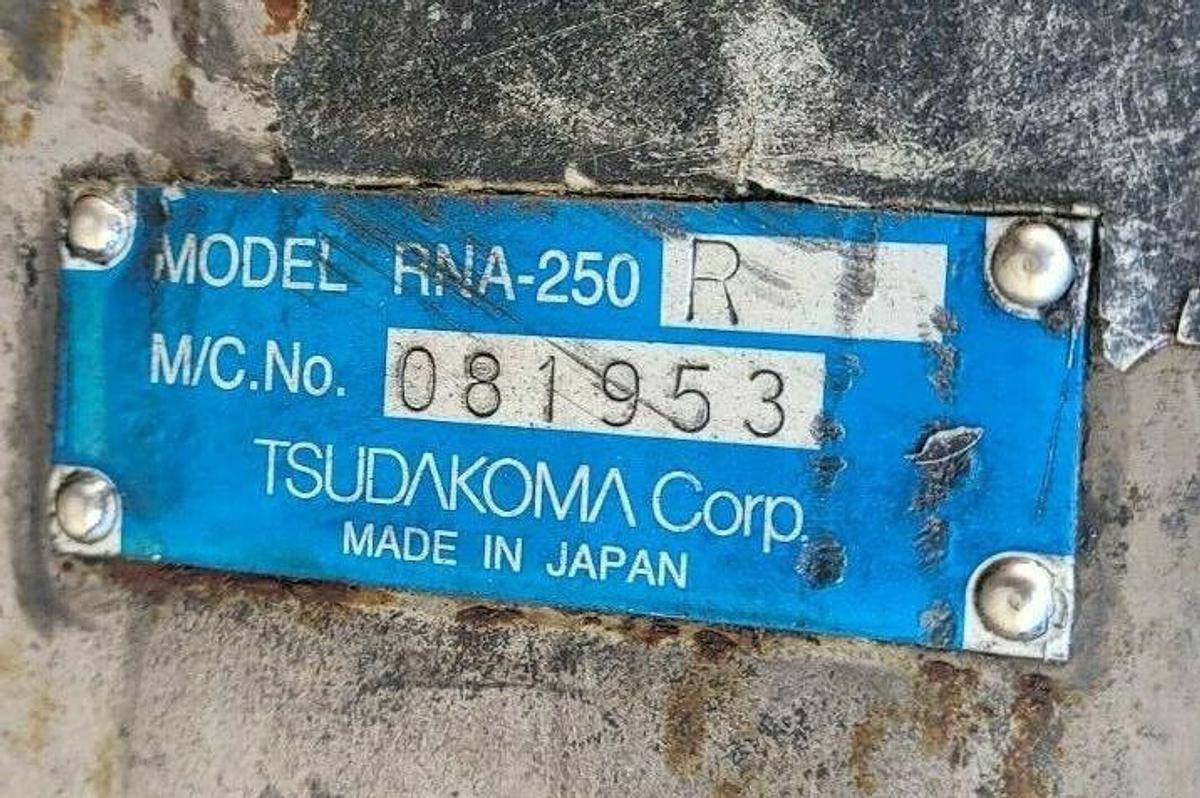 MODEL RNA-250 R
M/C.No. 081953
TSUDAKOMA Corp.
MADE IN JAPAN